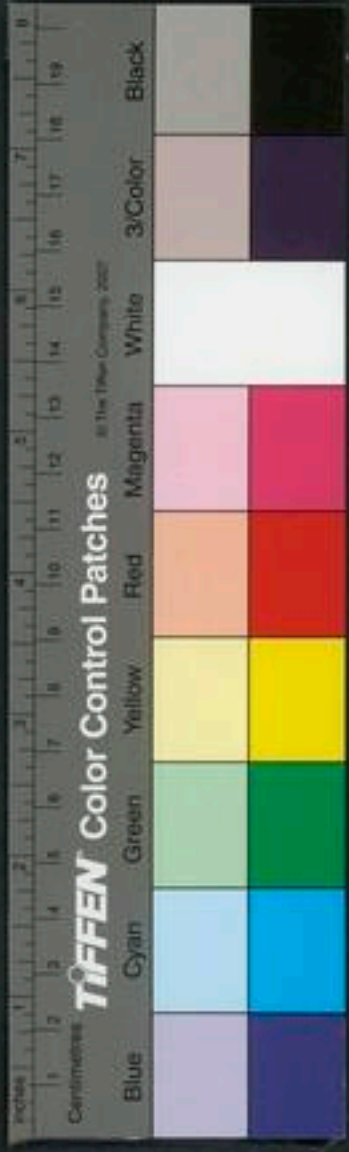 inches 1 2 3 4 5 6 7 8
Centimetres 1 2 3 4 5 6 7 8 9 10 11 12 13 14 15 16 17 18 19
TIFFEN Color Control Patches © The Tiffen Company, 2007
Blue Cyan Green Yellow Red Magenta White 3/Color Black